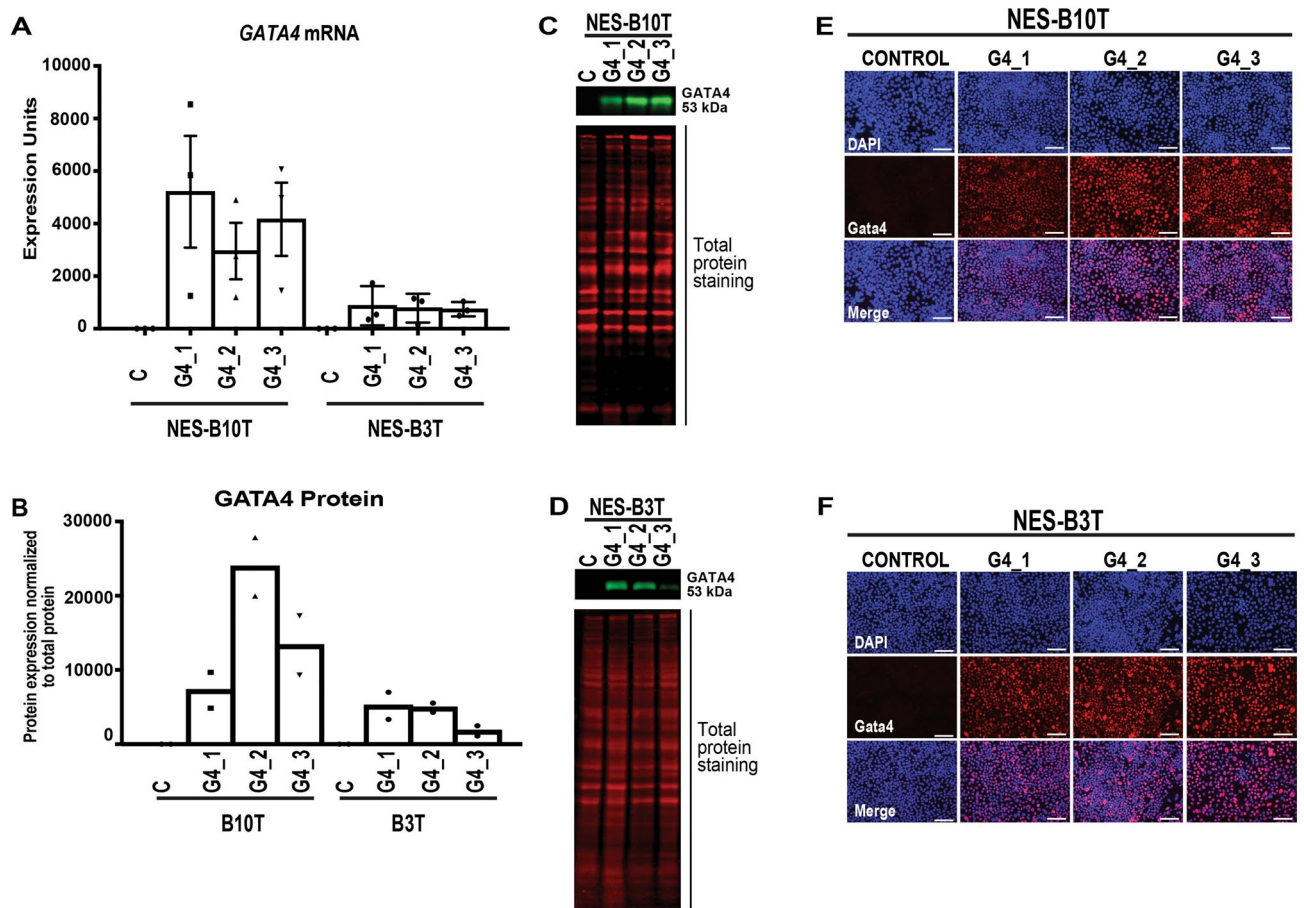 A
GATA4 mRNA
Expression Units
10000
8000
6000
4000
2000
0
C
G4_1
G4_2
G4_3
C
G4_1
G4_2
G4_3
NES-B10T
NES-B3T
B
GATA4 Protein
Protein expression normalized
to total protein
30000
20000
10000
0
C
G4_1
G4_2
G4_3
C
G4_1
G4_2
G4_3
B10T
B3T
C
NES-B10T
C
G4_1
G4_2
G4_3
GATA4
53 kDa
Total
protein
staining
D
NES-B3T
C
G4_1
G4_2
G4_3
GATA4
53 kDa
Total
protein
staining
E
NES-B10T
CONTROL
G4_1
G4_2
G4_3
DAPI
Gata4
Merge
F
NES-B3T
CONTROL
G4_1
G4_2
G4_3
DAPI
Gata4
Merge